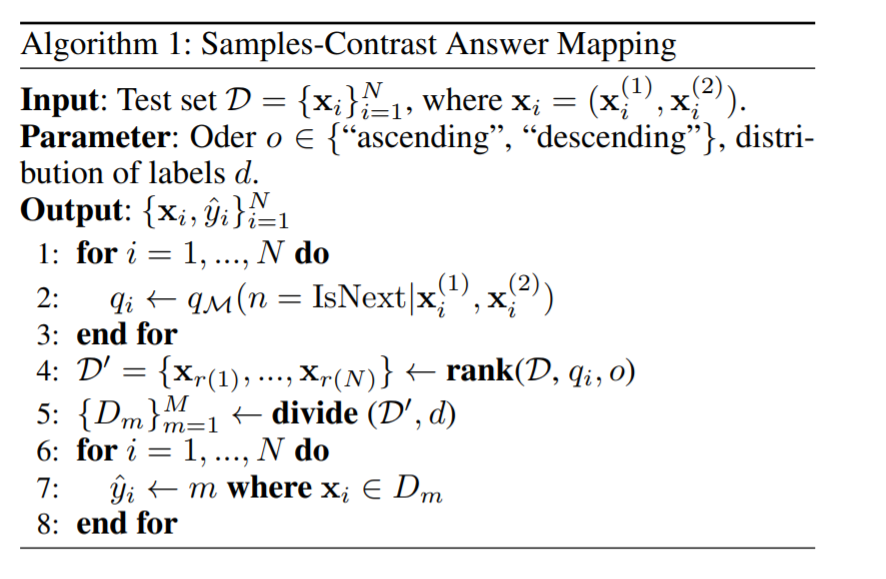 Algorithm 1: Samples-Contrast Answer Mapping
Input: Test set $\mathcal{D} = \{\mathbf{x}_i\}_{i=1}^{N}$, where $\mathbf{x}_i = (\mathbf{x}_i^{(1)}, \mathbf{x}_i^{(2)})$.
Parameter: Oder $o \in \{$“ascending”, “descending”$\}$, distri-
bution of labels $d$.
Output: $\{\mathbf{x}_i, \hat{y}_i\}_{i=1}^{N}$
1: for $i = 1, ..., N$ do
2: $q_i \leftarrow q_{\mathcal{M}}(n = \mathrm{IsNext}|\mathbf{x}_i^{(1)}, \mathbf{x}_i^{(2)})$
3: end for
4: $\mathcal{D}' = \{\mathbf{x}_{r(1)}, ..., \mathbf{x}_{r(N)}\} \leftarrow$ rank$(\mathcal{D}, q_i, o)$
5: $\{D_m\}_{m=1}^{M} \leftarrow$ divide $(\mathcal{D}', d)$
6: for $i = 1, ..., N$ do
7: $\hat{y}_i \leftarrow m$ where $\mathbf{x}_i \in D_m$
8: end for